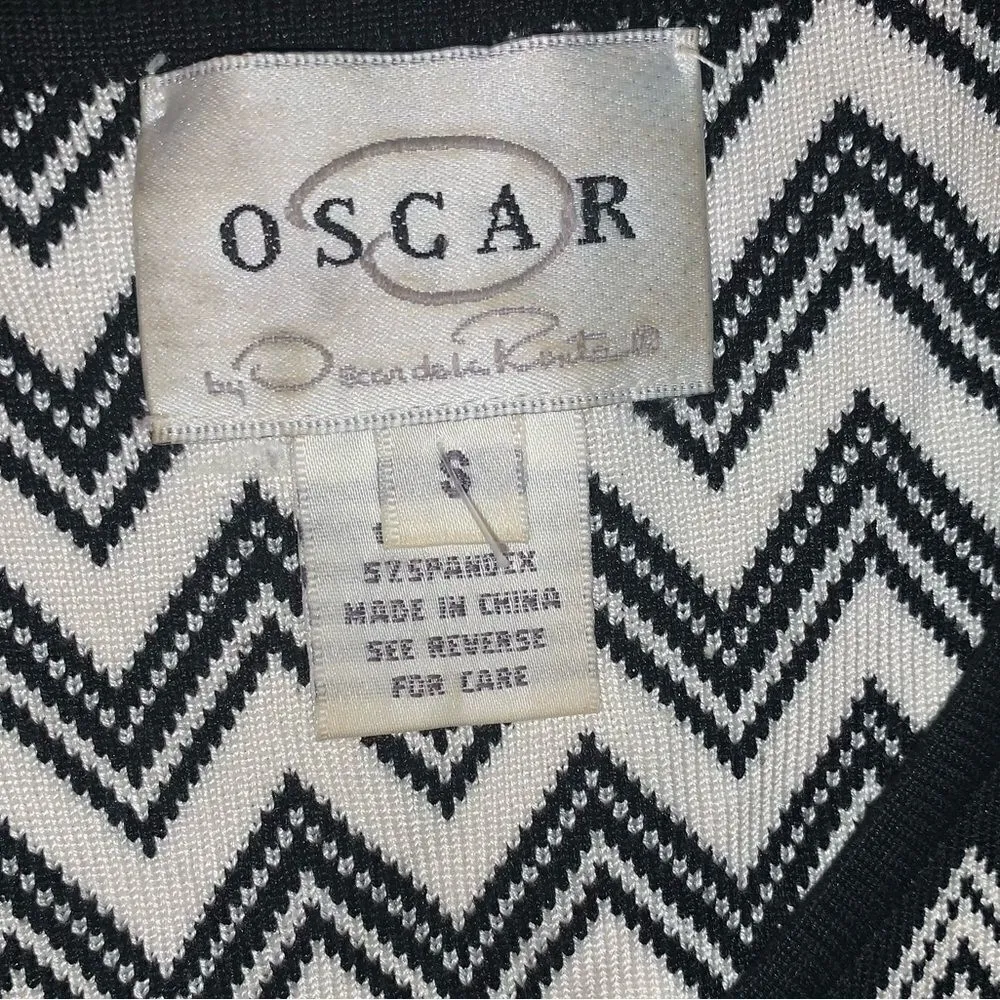 OSCAR
by Oscar de la Renta
S
5%SPANDEX
MADE IN CHINA
SEE REVERSE
FOR CARE